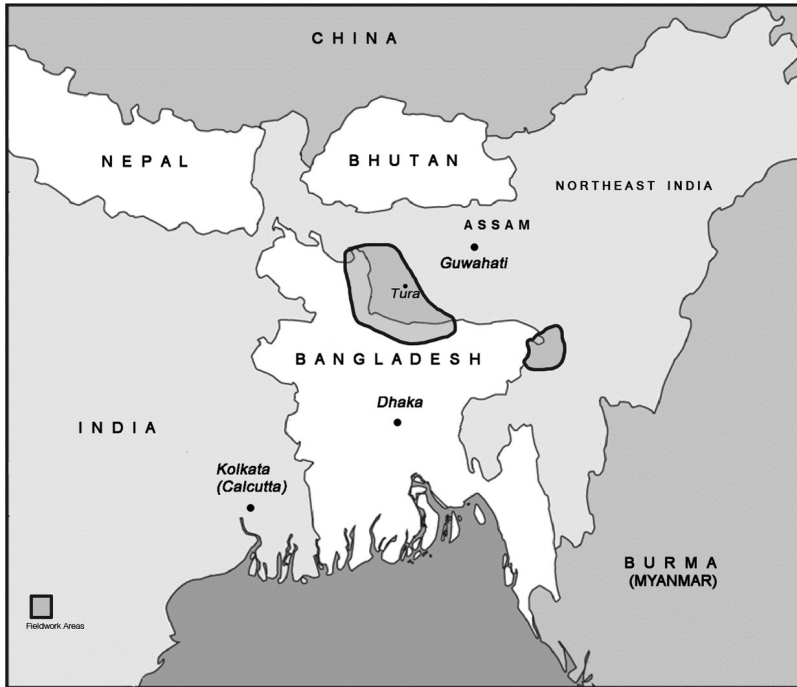 CHINA
NEPAL
BHUTAN
NORTHEAST INDIA
ASSAM
Guwahati
Tura
BANGLADESH
Dhaka
INDIA
Kolkata
(Calcutta)
BURMA
(MYANMAR)
Fieldwork Areas